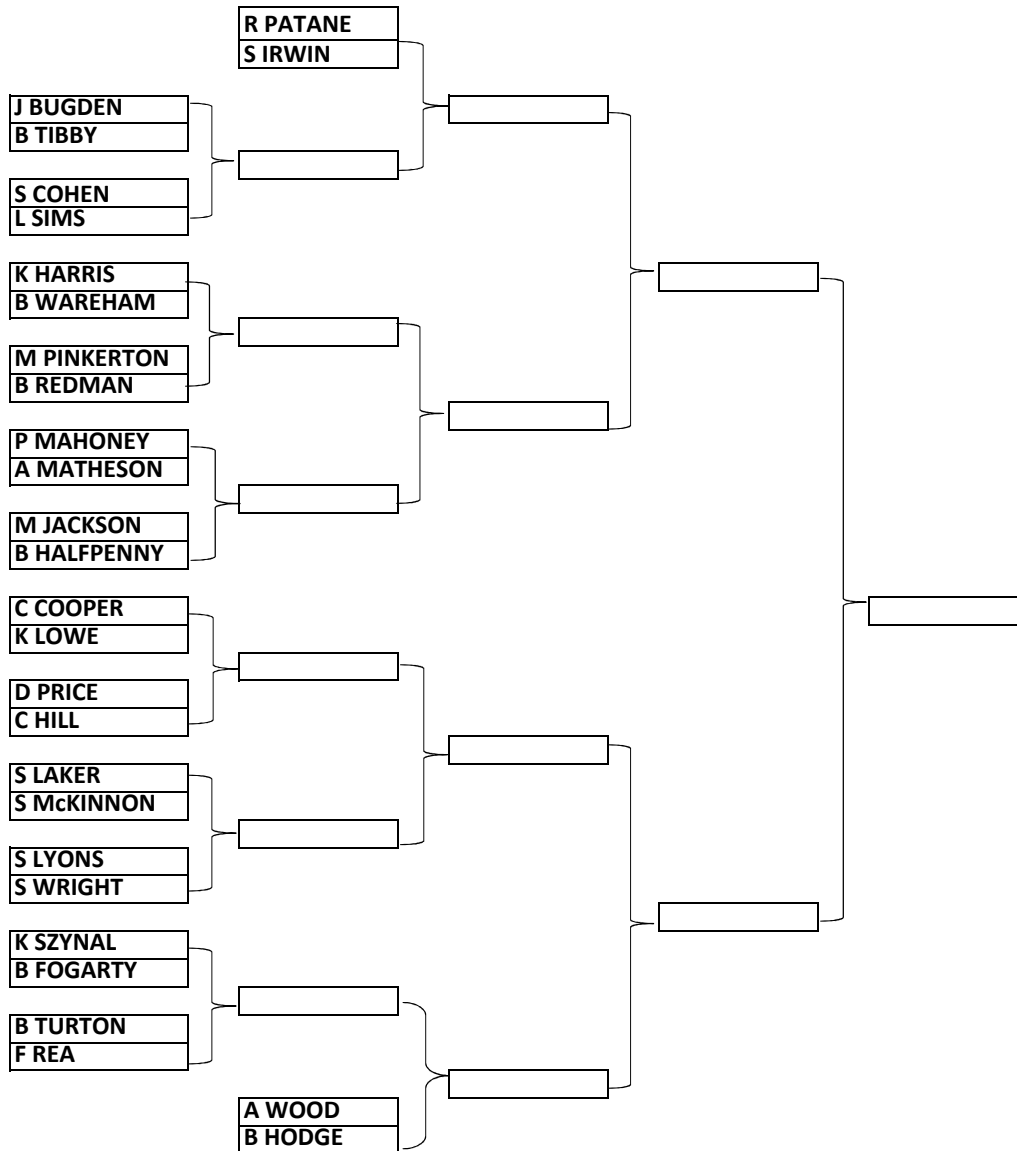 R PATANE
S IRWIN
J BUGDEN
B TIBBY
S COHEN
L SIMS
K HARRIS
B WAREHAM
M PINKERTON
B REDMAN
P MAHONEY
A MATHESON
M JACKSON
B HALFPENNY
C COOPER
K LOWE
D PRICE
C HILL
S LAKER
S McKINNON
S LYONS
S WRIGHT
K SZYNAL
B FOGARTY
B TURTON
F REA
A WOOD
B HODGE